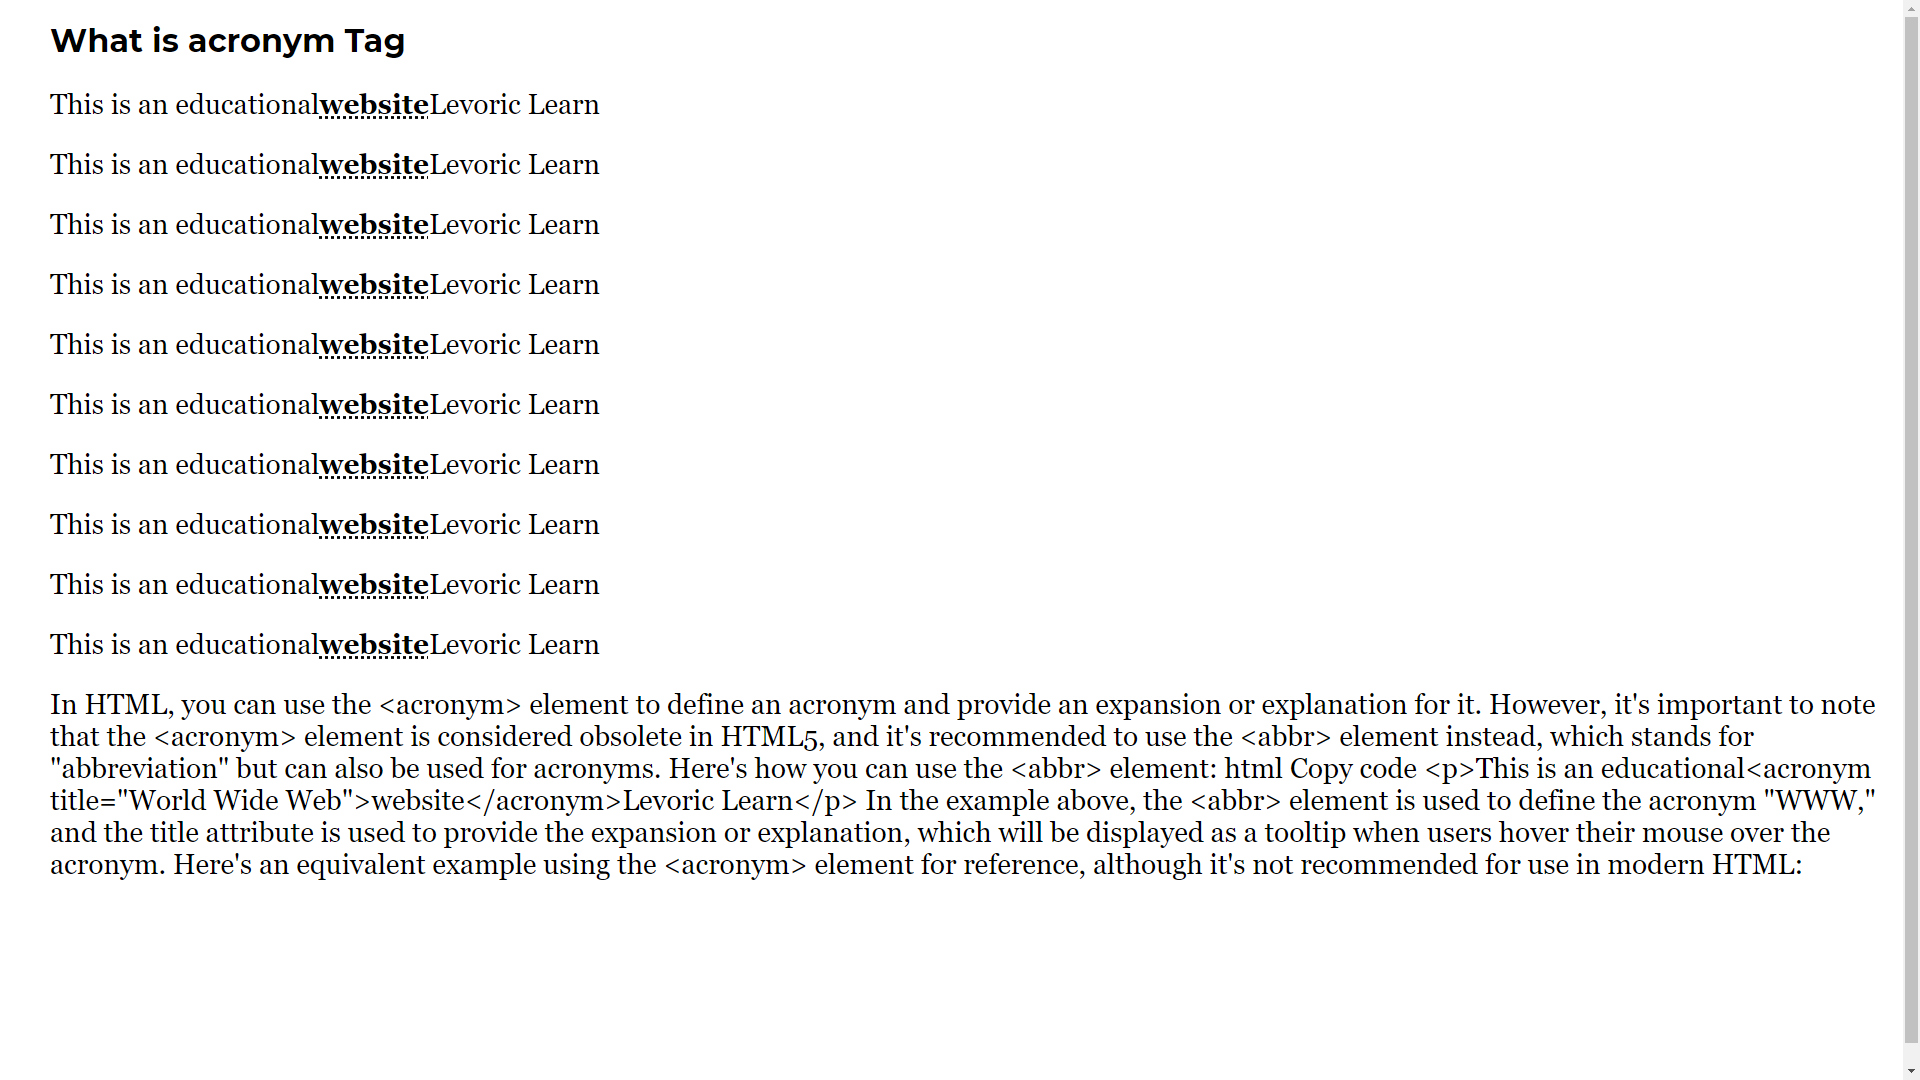 What is acronym Tag
This is an educationalwebsiteLevoric Learn
This is an educationalwebsiteLevoric Learn
This is an educationalwebsiteLevoric Learn
This is an educationalwebsiteLevoric Learn
This is an educationalwebsiteLevoric Learn
This is an educationalwebsiteLevoric Learn
This is an educationalwebsiteLevoric Learn
This is an educationalwebsiteLevoric Learn
This is an educationalwebsiteLevoric Learn
This is an educationalwebsiteLevoric Learn
In HTML, you can use the <acronym> element to define an acronym and provide an expansion or explanation for it. However, it's important to note
that the <acronym> element is considered obsolete in HTML5, and it's recommended to use the <abbr> element instead, which stands for
"abbreviation" but can also be used for acronyms. Here's how you can use the <abbr> element: html Copy code <p>This is an educational<acronym
title="World Wide Web">website</acronym>Levoric Learn</p> In the example above, the <abbr> element is used to define the acronym "WWW,"
and the title attribute is used to provide the expansion or explanation, which will be displayed as a tooltip when users hover their mouse over the
acronym. Here's an equivalent example using the <acronym> element for reference, although it's not recommended for use in modern HTML: